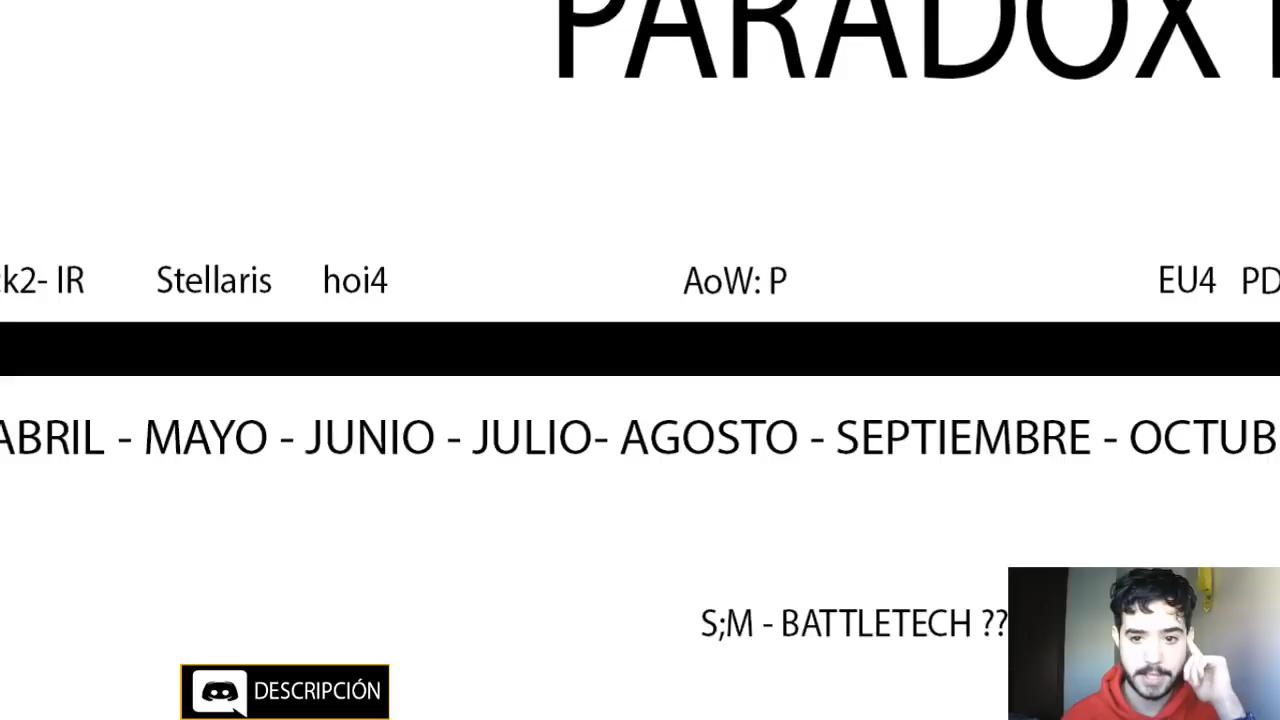 PARADOX
k2- IR Stellaris hoi4 AoW: P EU4 PD
ABRIL - MAYO - JUNIO - JULIO- AGOSTO - SEPTIEMBRE - OCTUB
S;M - BATTLETECH ??
DESCRIPCIÓN